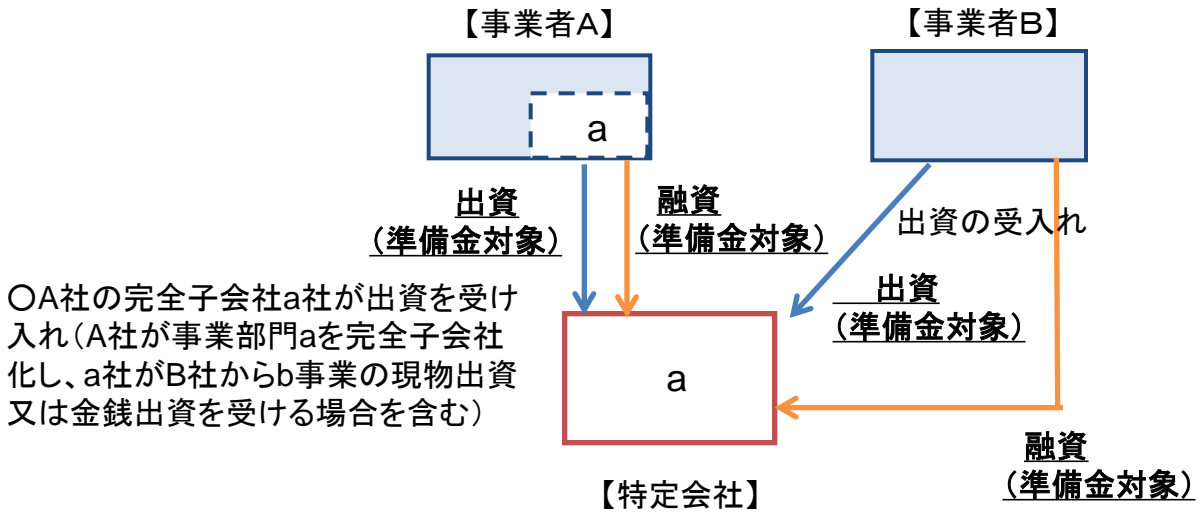 【事業者A】
【事業者B】
a
出資
（準備金対象）
融資
（準備金対象）
出資の受入れ
出資
（準備金対象）
〇A社の完全子会社a社が出資を受け
入れ（A社が事業部門aを完全子会社
化し、a社がB社からb事業の現物出資
又は金銭出資を受ける場合を含む）
a
融資
（準備金対象）
【特定会社】